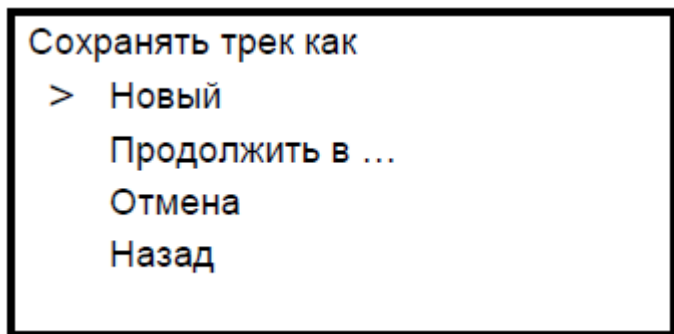 Сохранять трек как
> Новый
Продолжить в …
Отмена
Назад